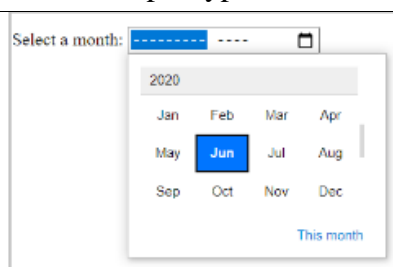 Select a month: --------- ----
2020
Jan Feb Mar Apr
May Jun Jul Aug
Sep Oct Nov Dec
This month